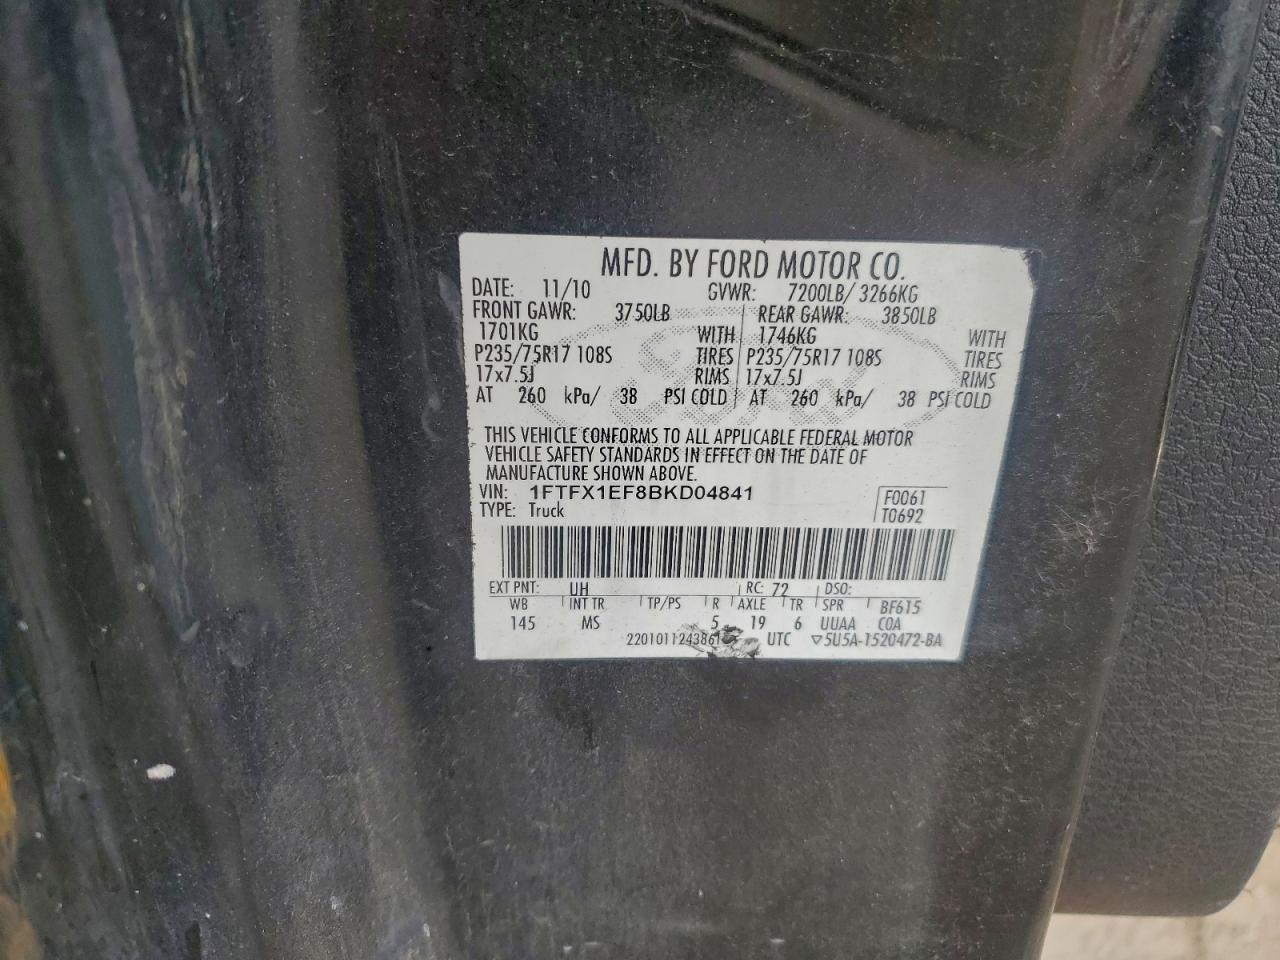 MFD. BY FORD MOTOR CO.
DATE: 11/10 GVWR: 7200LB/ 3266KG
FRONT GAWR: 3750LB REAR GAWR: 3850LB
1701KG WITH 1746KG WITH
P235/75R17 108S TIRES P235/75R17 108S TIRES
17x7.5J RIMS 17x7.5J RIMS
AT 260 kPa/ 38 PSI COLD AT 260 kPa/ 38 PSI COLD
THIS VEHICLE CONFORMS TO ALL APPLICABLE FEDERAL MOTOR
VEHICLE SAFETY STANDARDS IN EFFECT ON THE DATE OF
MANUFACTURE SHOWN ABOVE.
VIN: 1FTFX1EF8BKD04841 F0061
TYPE: Truck T0692
EXT PNT: UH RC: 72 DSO:
WB INT TR TP/PS R AXLE TR SPR BF615
145 MS 5 19 6 UUAA COA
UTC ▽5U5A-1520472-BA